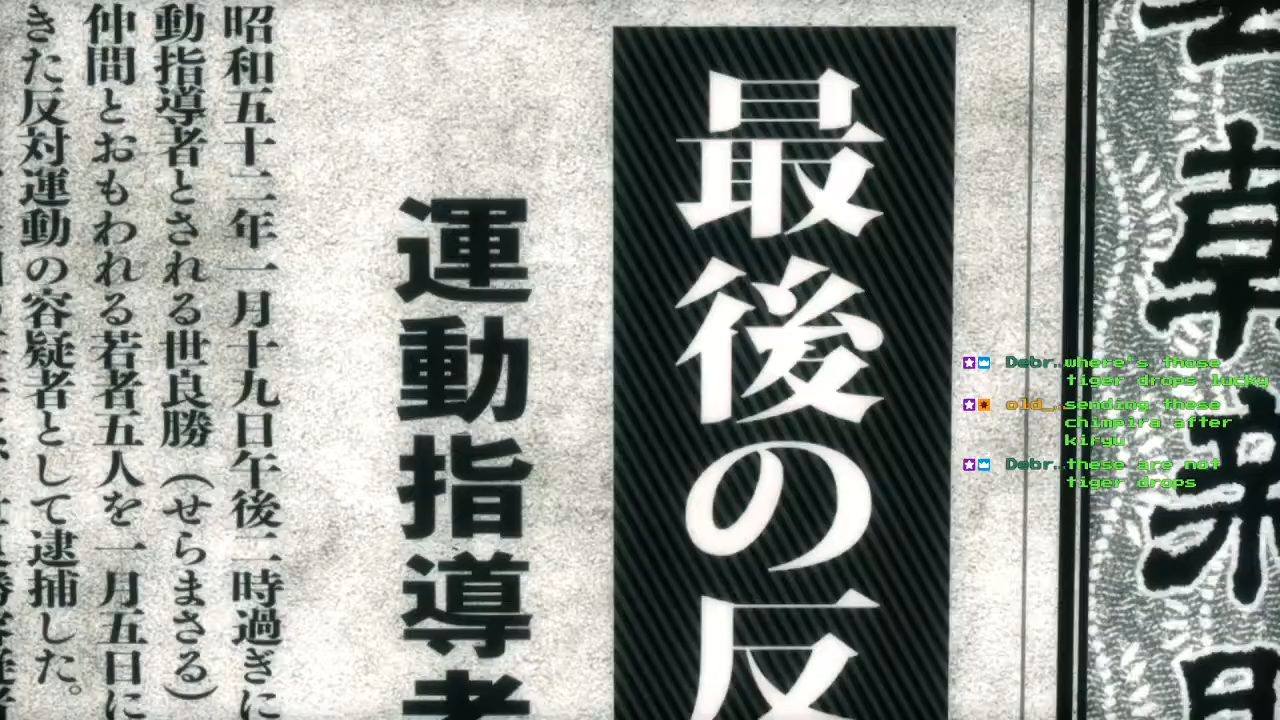 最後の反
運動指導者
昭和五十二年一月十九日午後二時過ぎに
動指導者とされる世良勝（せらまさる）
仲間とおもわれる若者五人を一月五日に
きた反対運動の容疑者として逮捕した。
Debr..where's those
tiger drops lucky
old_..sending these
chimpira after
kiryu
Debr..these are not
tiger drops